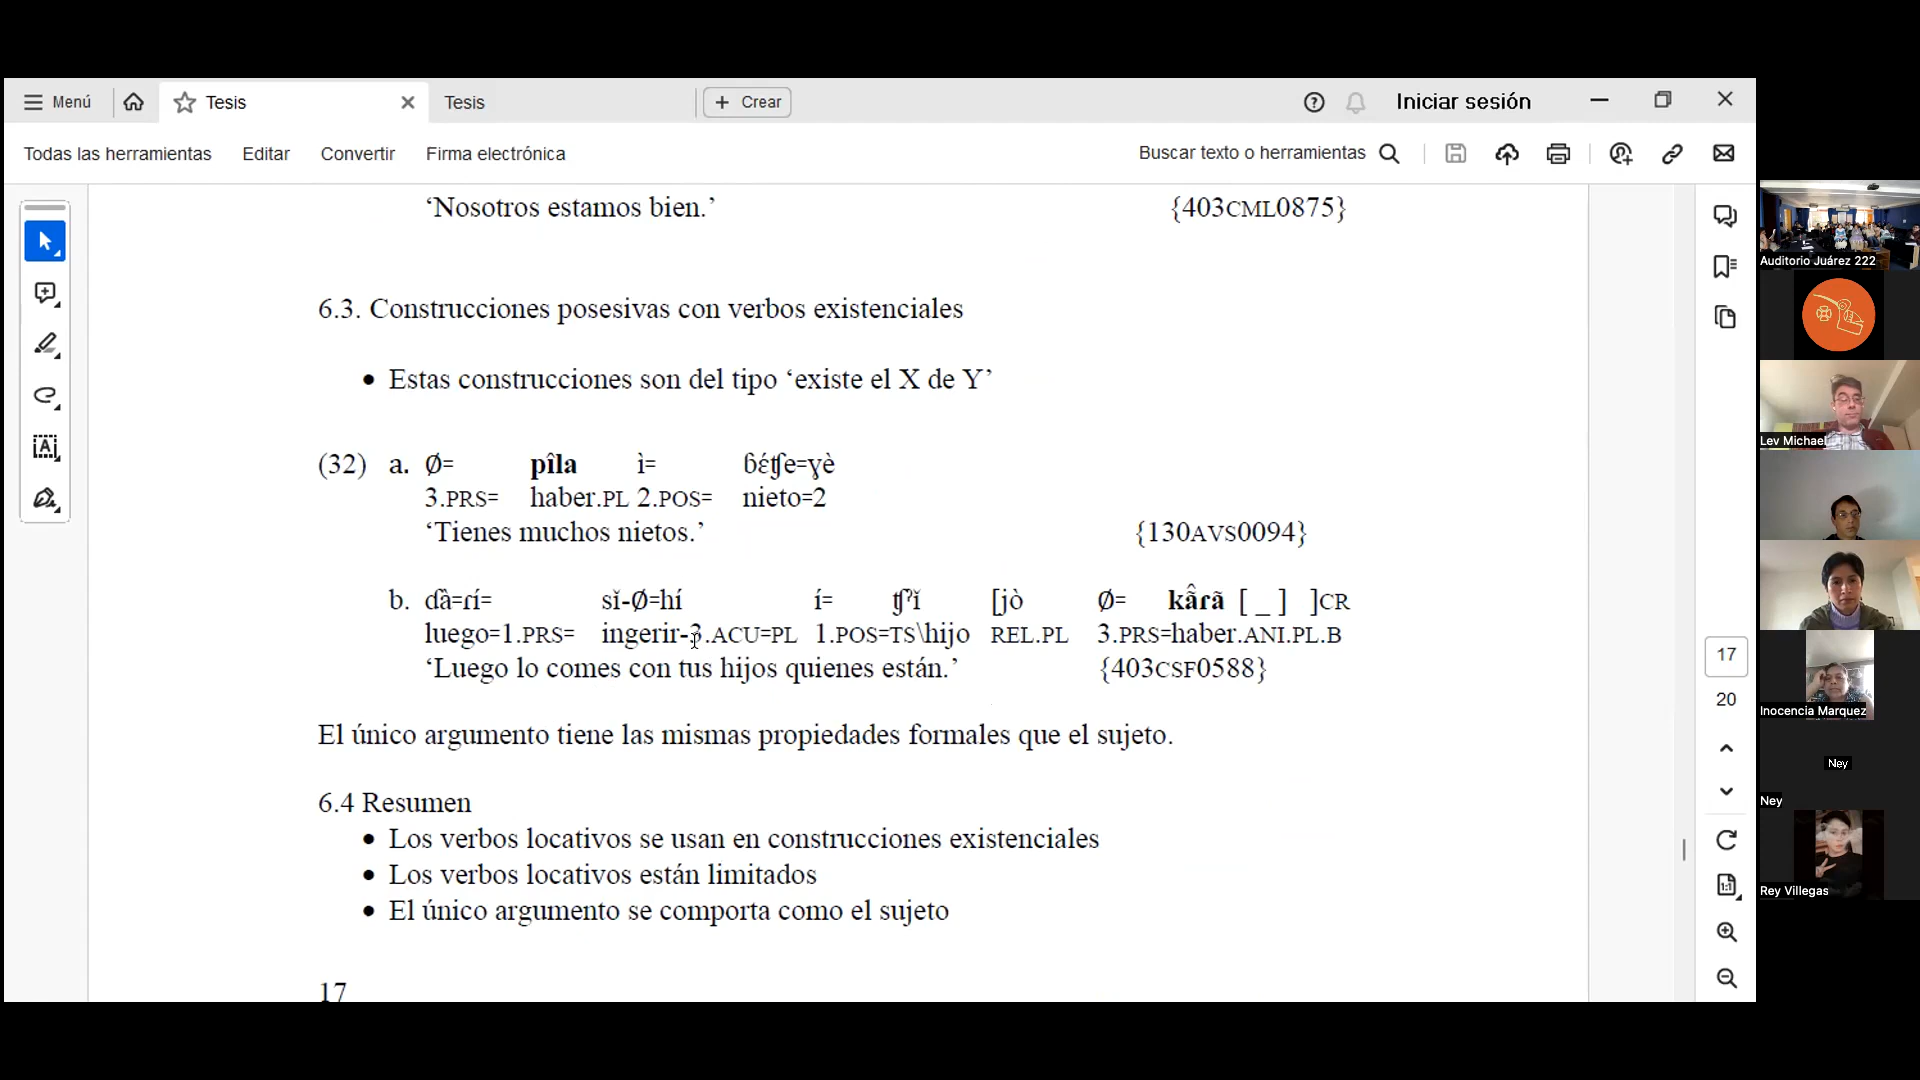 Menú
Tesis
Tesis
Crear
Iniciar sesión
Todas las herramientas
Editar
Convertir
Firma electrónica
Buscar texto o herramientas
‘Nosotros estamos bien.’ {403CML0875}
6.3. Construcciones posesivas con verbos existenciales
• Estas construcciones son del tipo ‘existe el X de Y’
(32) a. Ø= pîla ì= ɓɛ́ʧe=ɣè
3.PRS= haber.PL 2.POS= nieto=2
‘Tienes muchos nietos.’ {130AVS0094}
b. ɗà=ɾí= sǐ-Ø=hí í= ʧˀǐ [jò Ø= kẫɾã [ _ ] ]CR
luego=1.PRS= ingerir-3.ACU=PL 1.POS=TS\hijo REL.PL 3.PRS=haber.ANI.PL.B
‘Luego lo comes con tus hijos quienes están.’ {403CSF0588}
El único argumento tiene las mismas propiedades formales que el sujeto.
6.4 Resumen
• Los verbos locativos se usan en construcciones existenciales
• Los verbos locativos están limitados
• El único argumento se comporta como el sujeto
17
17
20
Auditorio Juárez 222
Lev Michael
Inocencia Marquez
Ney
Ney
Rey Villegas